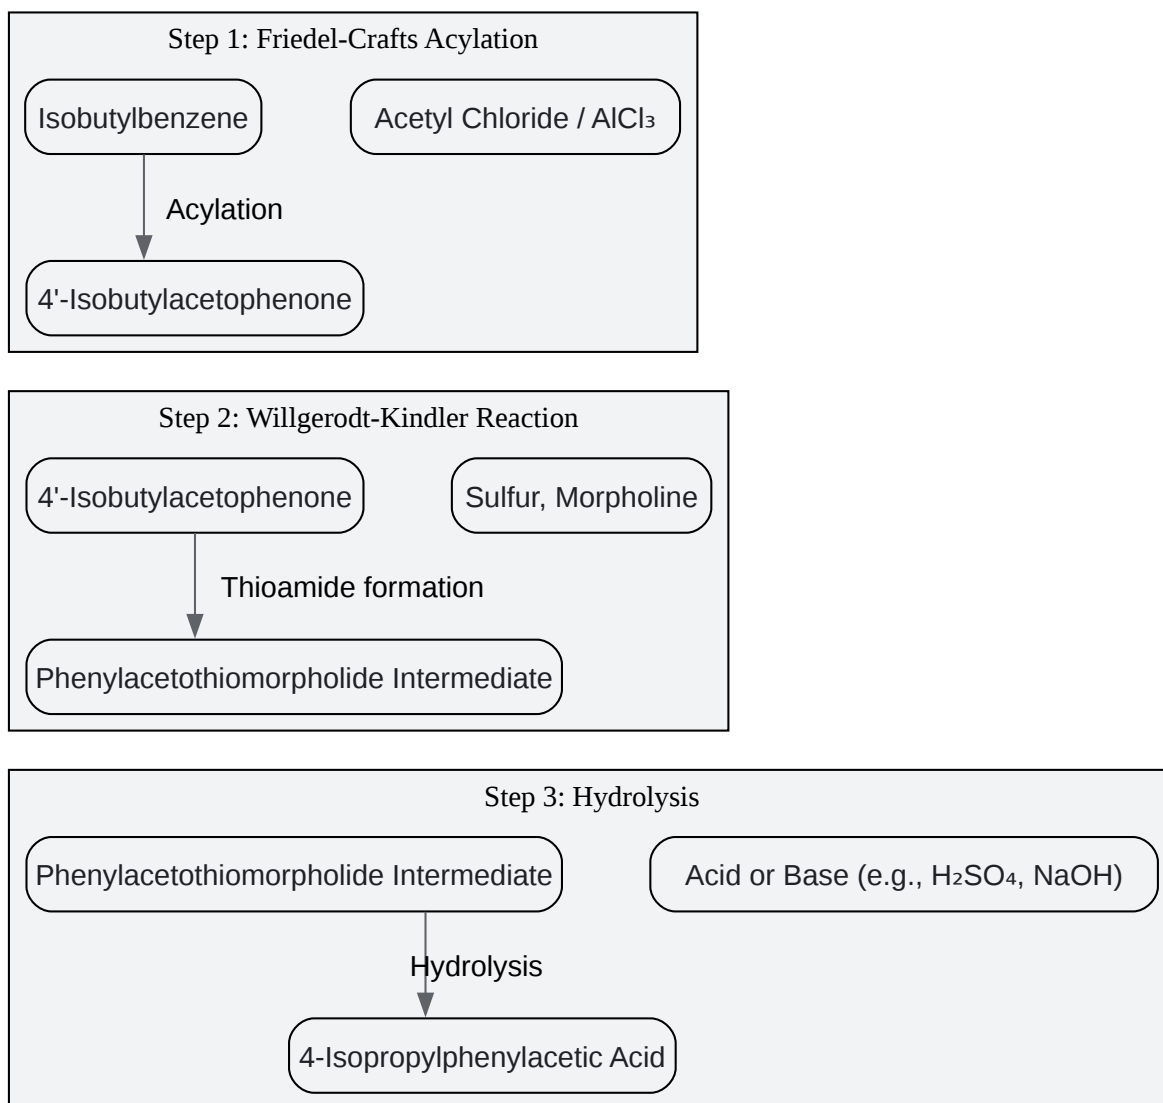 Step 1: Friedel-Crafts Acylation
Isobutylbenzene
Acetyl Chloride / AlCl₃
Acylation
4'-Isobutylacetophenone
Step 2: Willgerodt-Kindler Reaction
4'-Isobutylacetophenone
Sulfur, Morpholine
Thioamide formation
Phenylacetothiomorpholide Intermediate
Step 3: Hydrolysis
Phenylacetothiomorpholide Intermediate
Acid or Base (e.g., H₂SO₄, NaOH)
Hydrolysis
4-Isopropylphenylacetic Acid